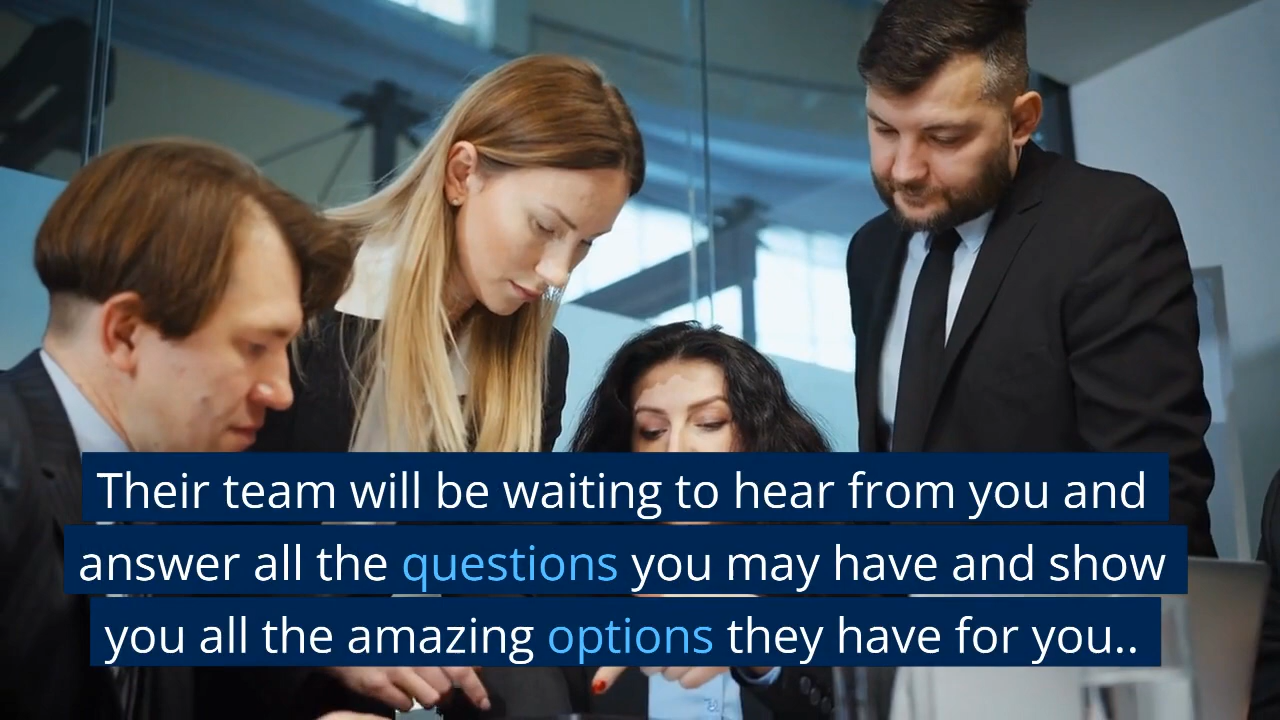 Their team will be waiting to hear from you and
answer all the questions you may have and show
you all the amazing options they have for you..